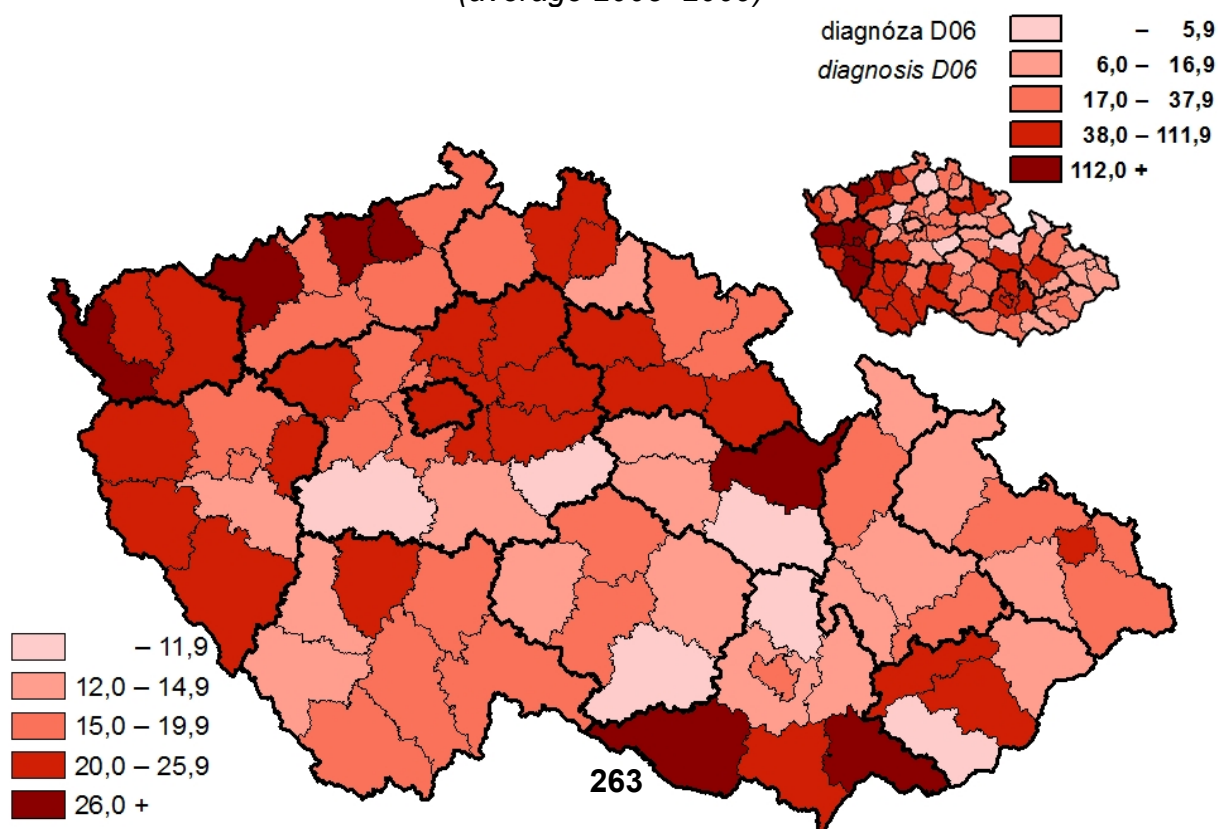 diagnóza D06
diagnosis D06
– 5,9
6,0 – 16,9
17,0 – 37,9
38,0 – 111,9
112,0 +
– 11,9
12,0 – 14,9
15,0 – 19,9
20,0 – 25,9
26,0 +
263